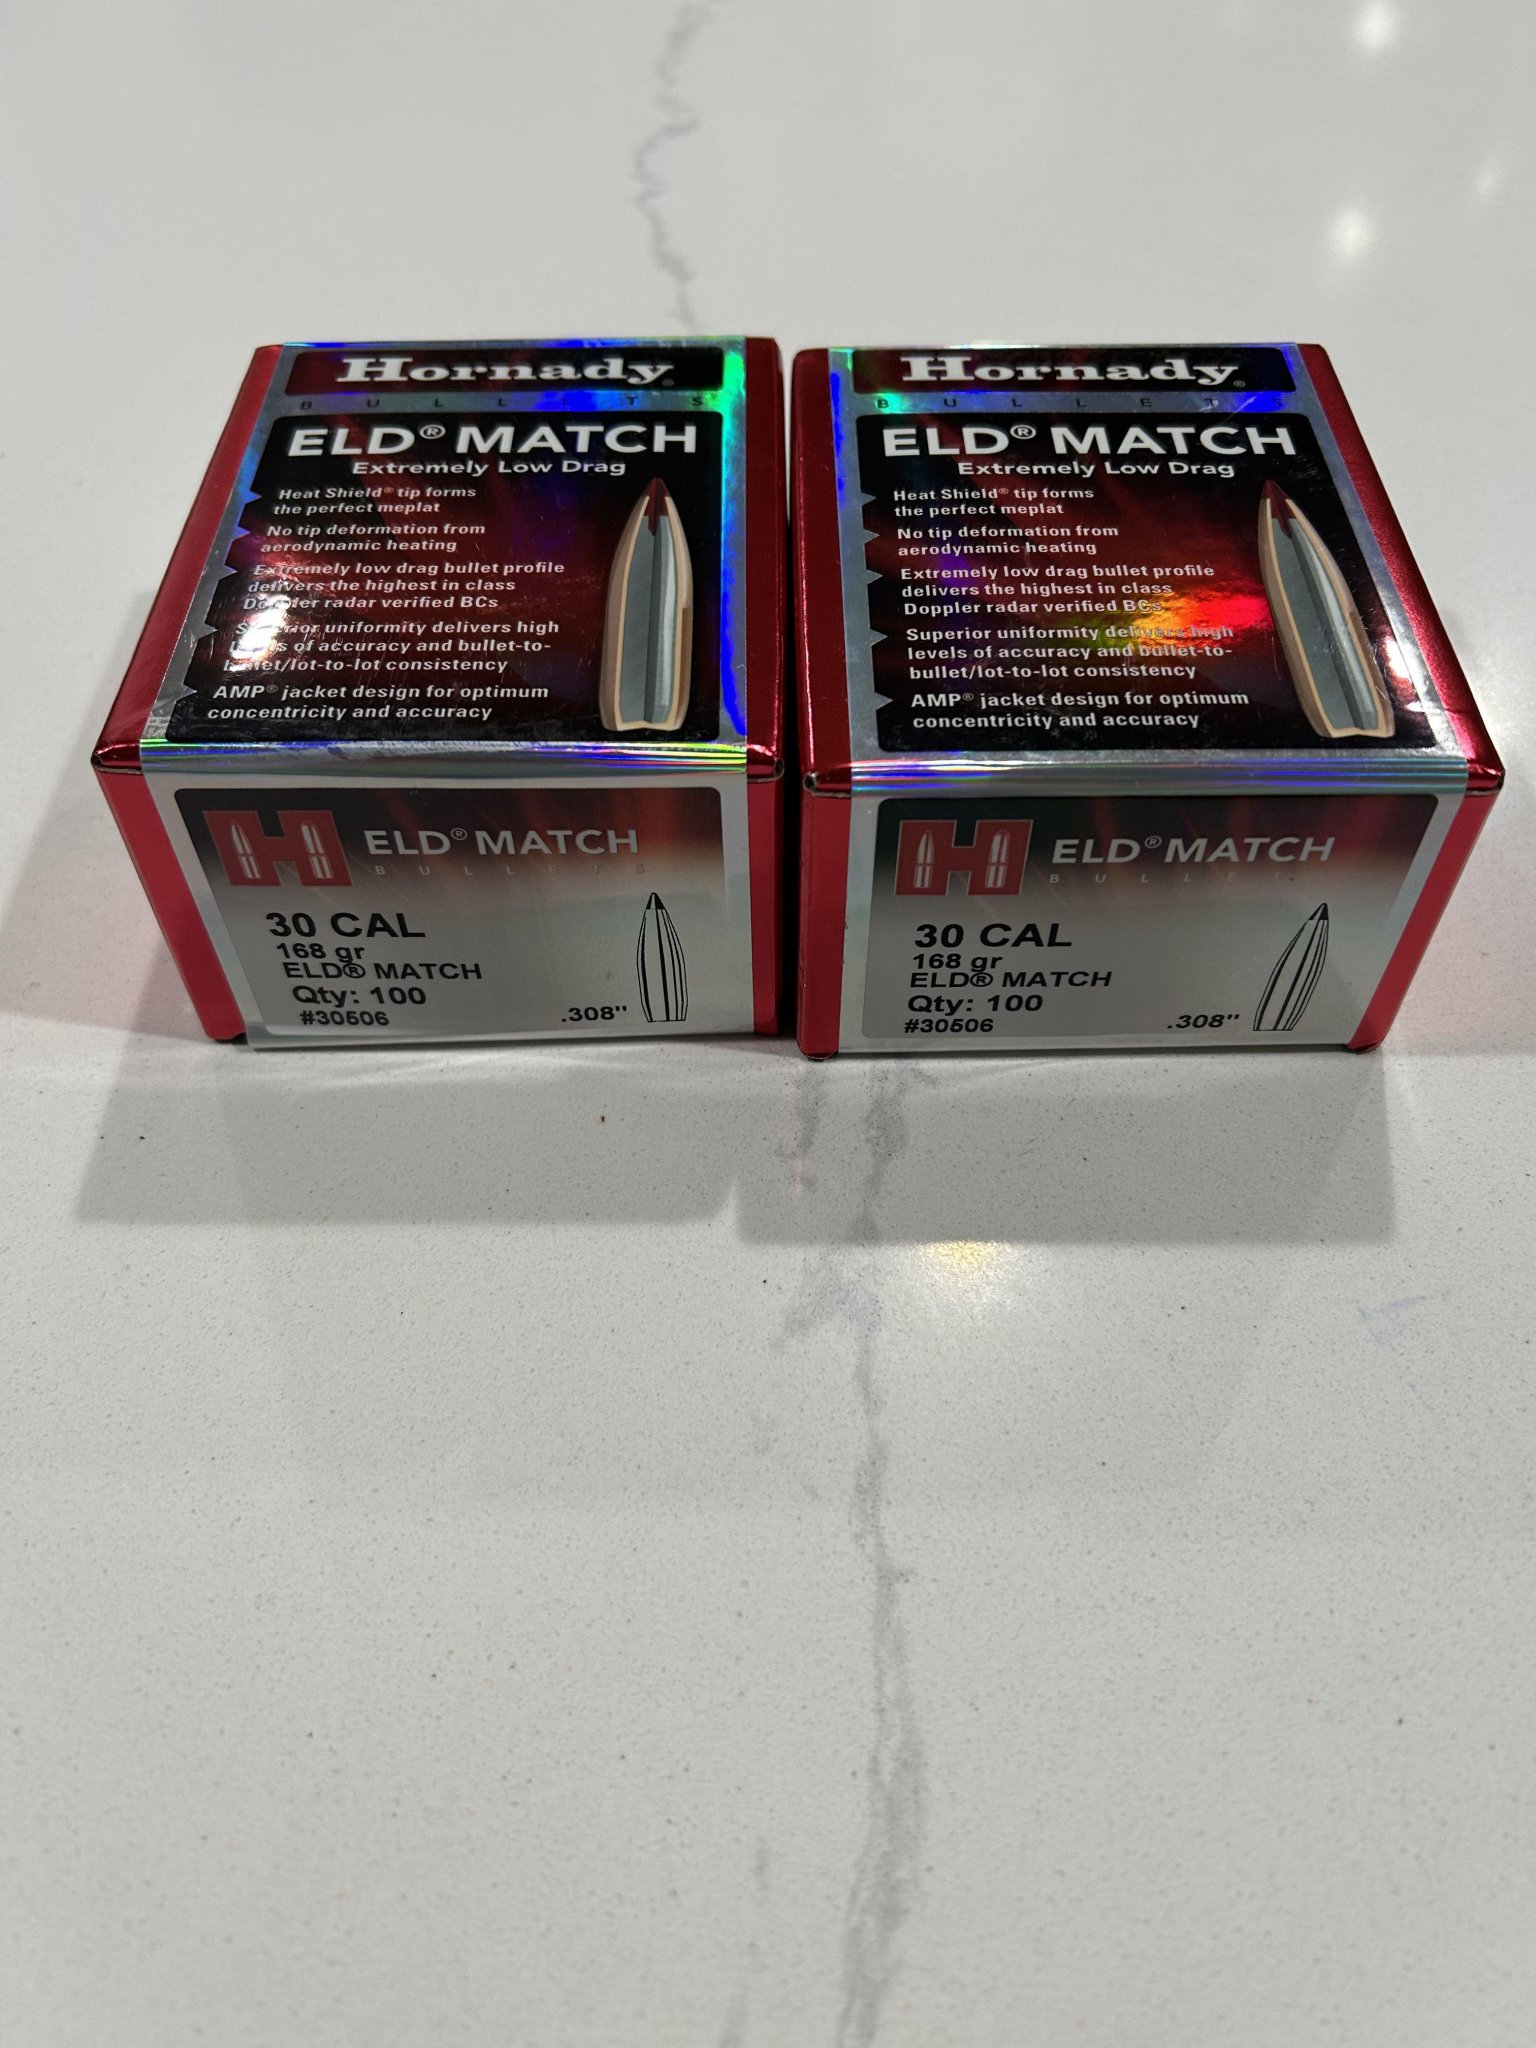 Hornady®
BULLETS
ELD® MATCH
Extremely Low Drag
Heat Shield® tip forms
the perfect meplat
No tip deformation from
aerodynamic heating
Extremely low drag bullet profile
delivers the highest in class
Doppler radar verified BCs
Superior uniformity delivers high
levels of accuracy and bullet-to-
bullet/lot-to-lot consistency
AMP® jacket design for optimum
concentricity and accuracy
H ELD® MATCH
BULLETS
30 CAL
168 gr
ELD® MATCH
Qty: 100
#30506
.308"
Hornady®
BULLETS
ELD® MATCH
Extremely Low Drag
Heat Shield® tip forms
the perfect meplat
No tip deformation from
aerodynamic heating
Extremely low drag bullet profile
delivers the highest in class
Doppler radar verified BCs
Superior uniformity delivers high
levels of accuracy and bullet-to-
bullet/lot-to-lot consistency
AMP® jacket design for optimum
concentricity and accuracy
H ELD® MATCH
BULLETS
30 CAL
168 gr
ELD® MATCH
Qty: 100
#30506
.308"